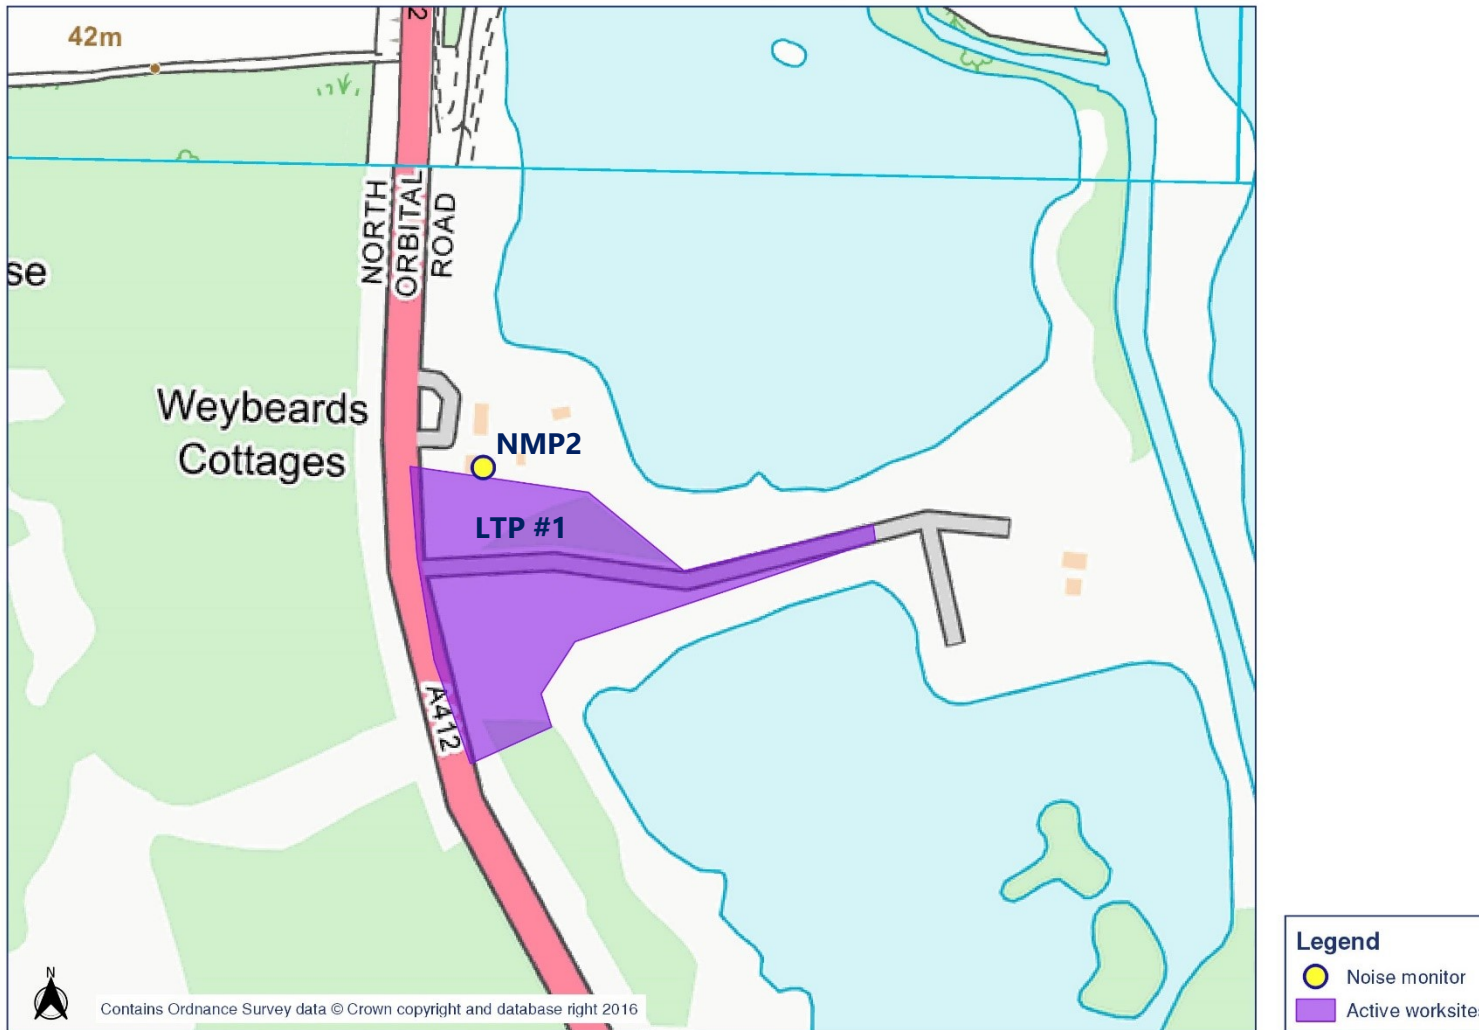 42m
2
NORTH
ORBITAL
ROAD
se
Weybeards
Cottages
NMP2
LTP #1
A412
N
Contains Ordnance Survey data © Crown copyright and database right 2016
Legend
Noise monitor
Active worksite